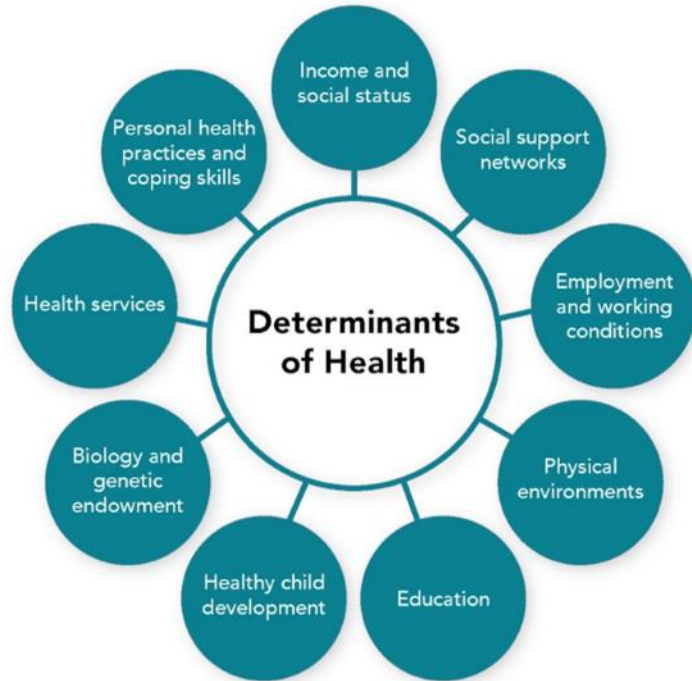 Determinants
of Health
Income and
social status
Social support
networks
Employment
and working
conditions
Physical
environments
Education
Healthy child
development
Biology and
genetic
endowment
Health services
Personal health
practices and
coping skills